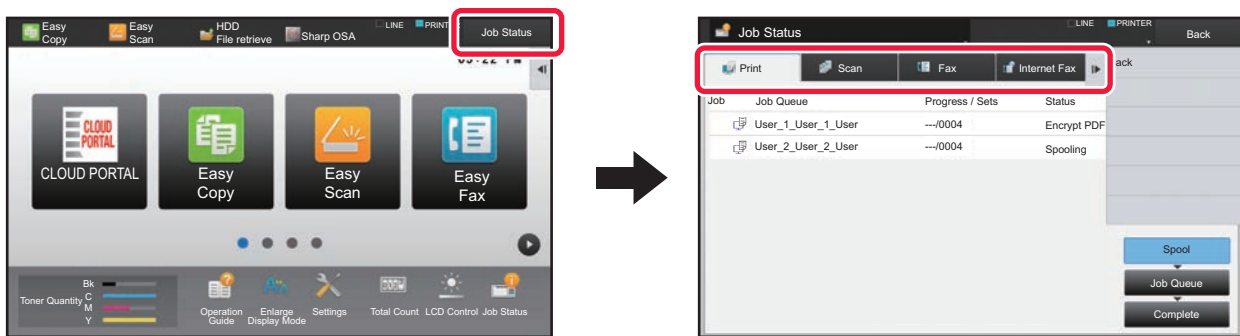 Easy Copy
Easy Scan
HDD File retrieve
Sharp OSA
LINE
PRINT
Job Status
CLOUD PORTAL
CLOUD PORTAL
Easy Copy
Easy Scan
Easy Fax
Toner Quantity
Bk
C
M
Y
Operation Guide
Enlarge Display Mode
Settings
Total Count
LCD Control
Job Status
Job Status
LINE
PRINTER
Back
Print
Scan
Fax
Internet Fax
ack
Job
Job Queue
Progress / Sets
Status
User_1_User_1_User
---/0004
Encrypt PDF
User_2_User_2_User
---/0004
Spooling
Spool
Job Queue
Complete